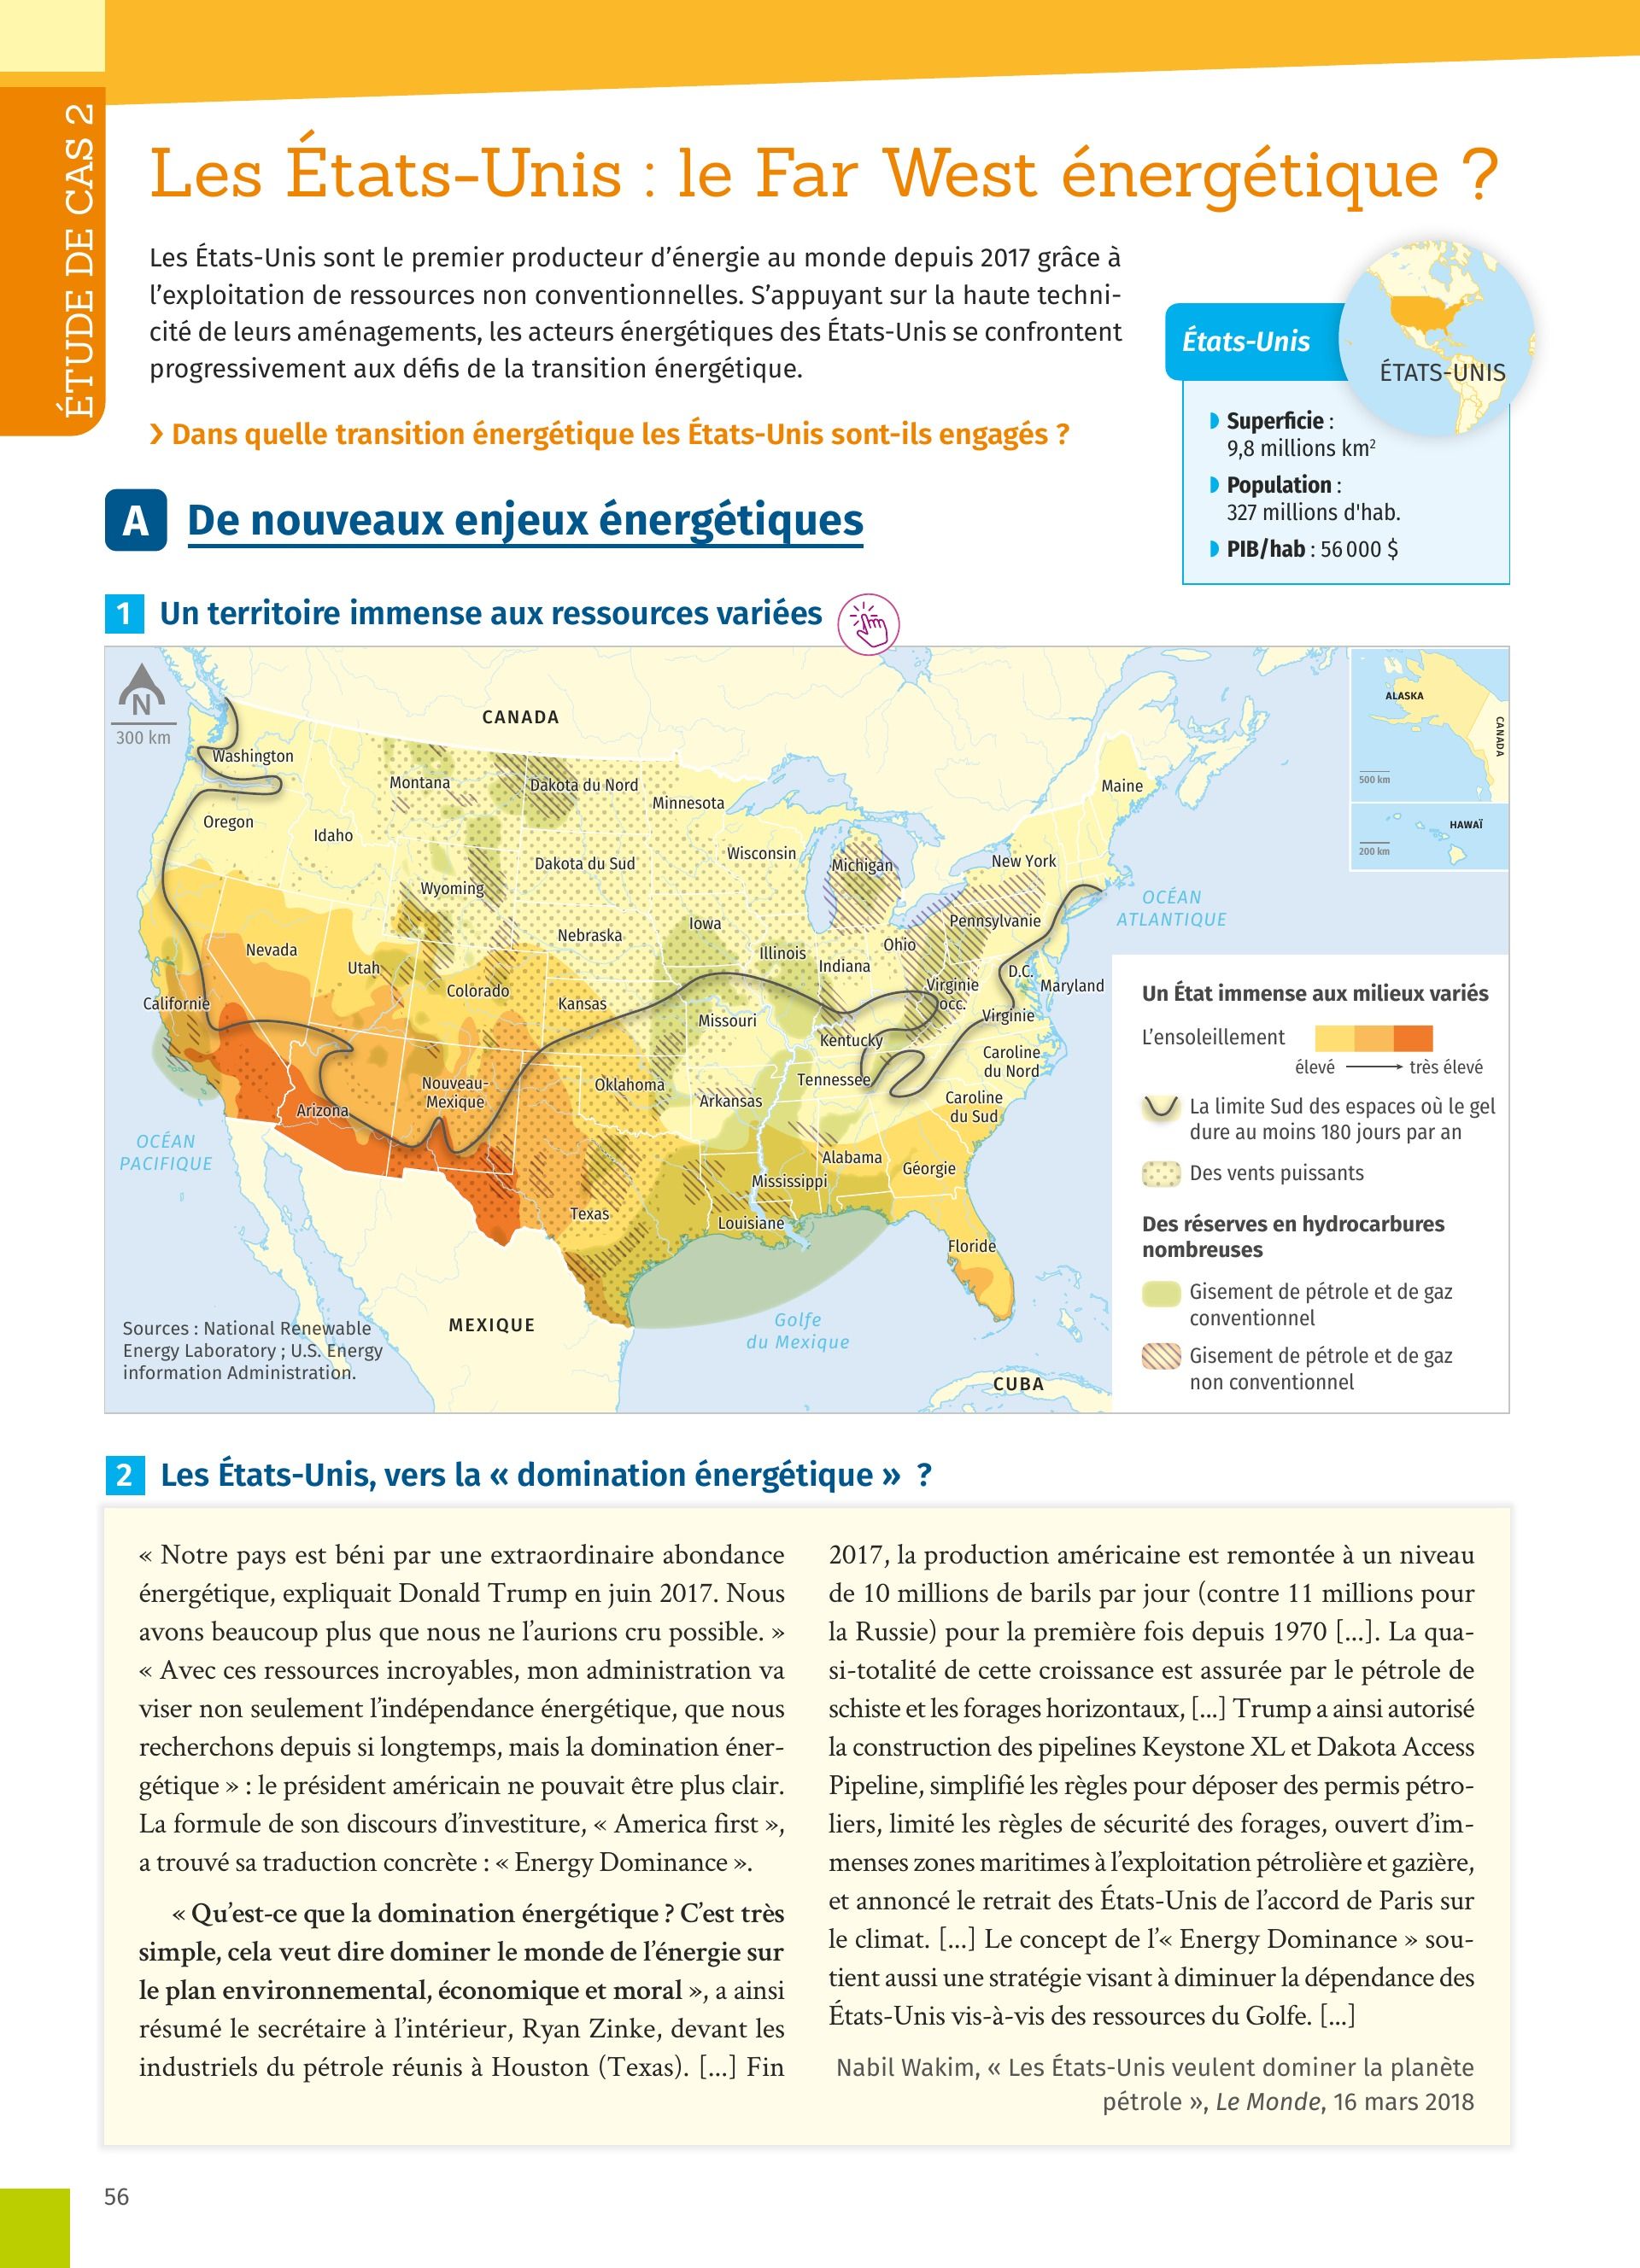 ÉTUDE DE CAS 2
Les États-Unis : le Far West énergétique ?
Les États-Unis sont le premier producteur d’énergie au monde depuis 2017 grâce à
l’exploitation de ressources non conventionnelles. S’appuyant sur la haute techni-
cité de leurs aménagements, les acteurs énergétiques des États-Unis se confrontent
progressivement aux défis de la transition énergétique.
❯ Dans quelle transition énergétique les États-Unis sont-ils engagés ?
États-Unis
ÉTATS-UNIS
Superficie :
9,8 millions km²
Population :
327 millions d'hab.
PIB/hab : 56 000 $
A De nouveaux enjeux énergétiques
1 Un territoire immense aux ressources variées
N
300 km
CANADA
Washington
Montana
Dakota du Nord
Minnesota
Maine
Oregon
Idaho
Wisconsin
Michigan
New York
Dakota du Sud
Wyoming
Iowa
Pennsylvanie
Nebraska
Ohio
Nevada
Illinois
Indiana
Utah
D.C.
Maryland
Colorado
Kansas
Virginie
occ.
Californie
Missouri
Virginie
Kentucky
Caroline
du Nord
Nouveau-
Mexique
Oklahoma
Tennessee
Arizona
Arkansas
Caroline
du Sud
Alabama
Géorgie
Mississippi
Texas
Louisiane
Floride
MEXIQUE
CUBA
OCÉAN
PACIFIQUE
OCÉAN
ATLANTIQUE
Golfe
du Mexique
Sources : National Renewable
Energy Laboratory ; U.S. Energy
information Administration.
ALASKA
CANADA
500 km
HAWAÏ
200 km
Un État immense aux milieux variés
L’ensoleillement
élevé → très élevé
La limite Sud des espaces où le gel
dure au moins 180 jours par an
Des vents puissants
Des réserves en hydrocarbures
nombreuses
Gisement de pétrole et de gaz
conventionnel
Gisement de pétrole et de gaz
non conventionnel
2 Les États-Unis, vers la « domination énergétique » ?
« Notre pays est béni par une extraordinaire abondance
énergétique, expliquait Donald Trump en juin 2017. Nous
avons beaucoup plus que nous ne l’aurions cru possible. »
« Avec ces ressources incroyables, mon administration va
viser non seulement l’indépendance énergétique, que nous
recherchons depuis si longtemps, mais la domination éner-
gétique » : le président américain ne pouvait être plus clair.
La formule de son discours d’investiture, « America first »,
a trouvé sa traduction concrète : « Energy Dominance ».
« Qu’est-ce que la domination énergétique ? C’est très
simple, cela veut dire dominer le monde de l’énergie sur
le plan environnemental, économique et moral », a ainsi
résumé le secrétaire à l’intérieur, Ryan Zinke, devant les
industriels du pétrole réunis à Houston (Texas). [...] Fin
2017, la production américaine est remontée à un niveau
de 10 millions de barils par jour (contre 11 millions pour
la Russie) pour la première fois depuis 1970 [...]. La qua-
si-totalité de cette croissance est assurée par le pétrole de
schiste et les forages horizontaux, [...] Trump a ainsi autorisé
la construction des pipelines Keystone XL et Dakota Access
Pipeline, simplifié les règles pour déposer des permis pétro-
liers, limité les règles de sécurité des forages, ouvert d’im-
menses zones maritimes à l’exploitation pétrolière et gazière,
et annoncé le retrait des États-Unis de l’accord de Paris sur
le climat. [...] Le concept de l’« Energy Dominance » sou-
tient aussi une stratégie visant à diminuer la dépendance des
États-Unis vis-à-vis des ressources du Golfe. [...]
Nabil Wakim, « Les États-Unis veulent dominer la planète
pétrole », Le Monde, 16 mars 2018
56